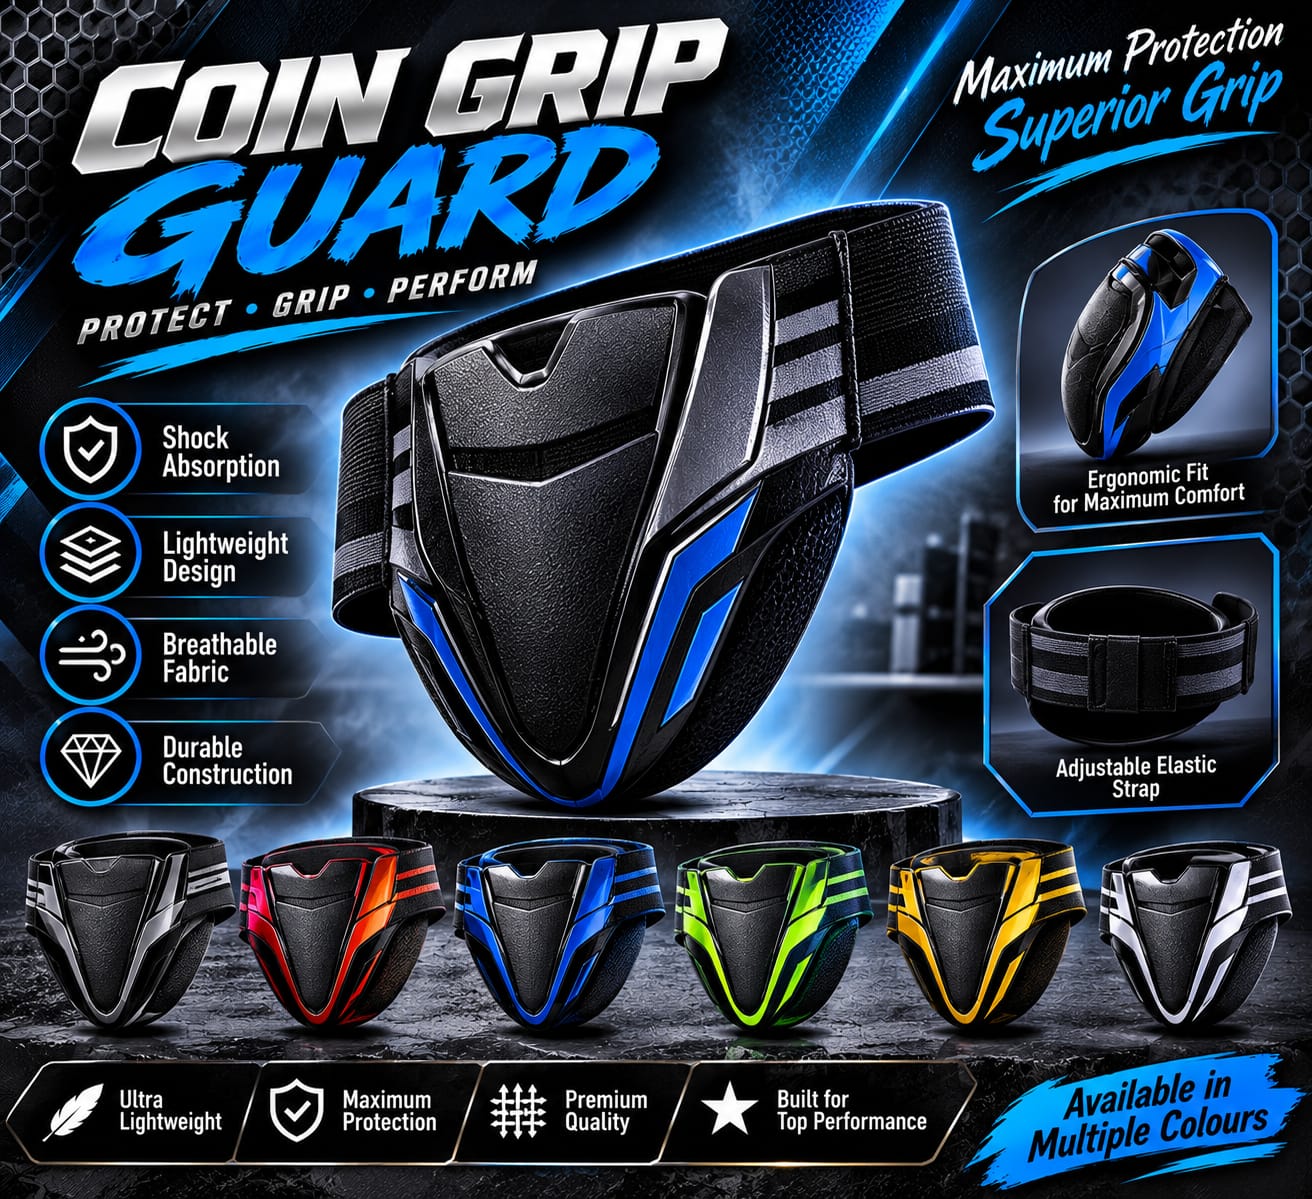 COIN GRIP
GUARD
PROTECT • GRIP • PERFORM
Maximum Protection
Superior Grip
Shock
Absorption
Lightweight
Design
Breathable
Fabric
Durable
Construction
Ergonomic Fit
for Maximum Comfort
Adjustable Elastic
Strap
Ultra
Lightweight
Maximum
Protection
Premium
Quality
Built for
Top Performance
Available in
Multiple Colours